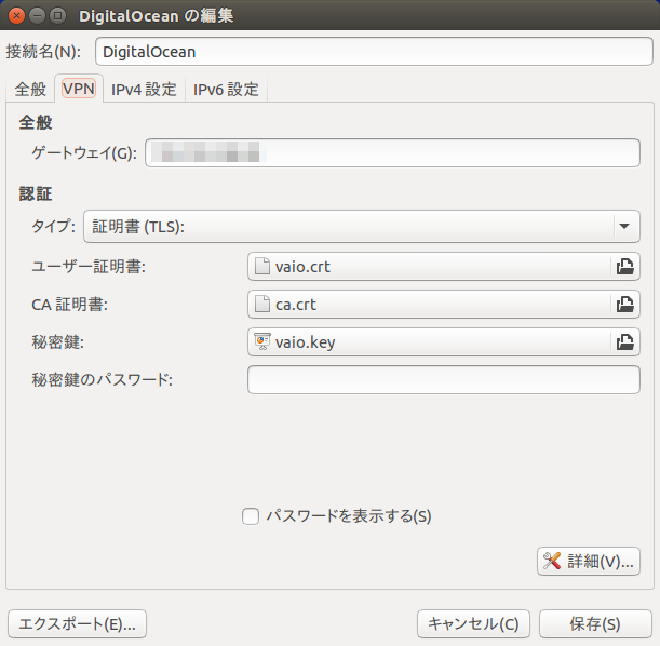 DigitalOcean の編集
接続名(N): DigitalOcean
全般 VPN IPv4 設定 IPv6 設定
全般
ゲートウェイ(G):
認証
タイプ: 証明書 (TLS):
ユーザー証明書: vaio.crt
CA 証明書: ca.crt
秘密鍵: vaio.key
秘密鍵のパスワード:
パスワードを表示する(S)
詳細(V)...
エクスポート(E)... キャンセル(C) 保存(S)